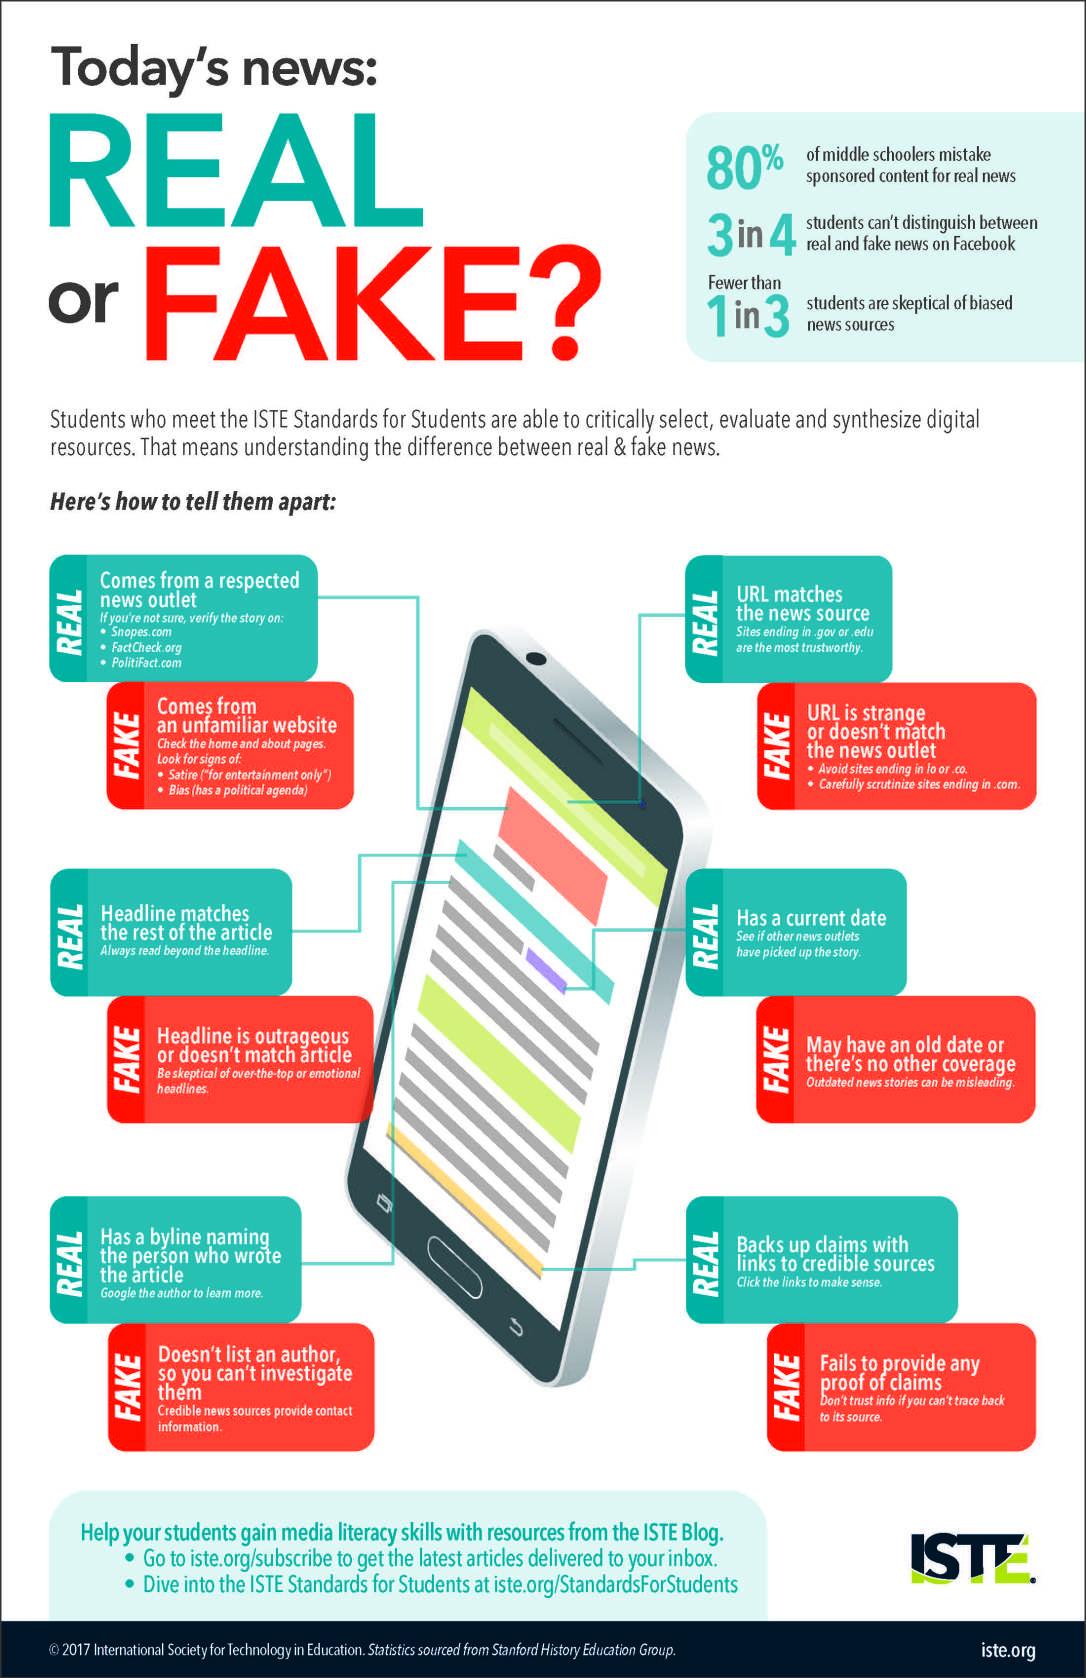 Today's news:
REAL
or FAKE?
80% of middle schoolers mistake
sponsored content for real news
3 in 4 students can't distinguish between
real and fake news on Facebook
Fewer than
1 in 3 students are skeptical of biased
news sources
Students who meet the ISTE Standards for Students are able to critically select, evaluate and synthesize digital
resources. That means understanding the difference between real & fake news.
Here's how to tell them apart:
REAL
Comes from a respected
news outlet
If you're not sure, verify the story on:
• Snopes.com
• FactCheck.org
• PolitiFact.com
FAKE
Comes from
an unfamiliar website
Check the home and about pages.
Look for signs of:
• Satire ("for entertainment only")
• Bias (has a political agenda)
REAL
URL matches
the news source
Sites ending in .gov or .edu
are the most trustworthy.
FAKE
URL is strange
or doesn't match
the news outlet
• Avoid sites ending in lo or .co.
• Carefully scrutinize sites ending in .com.
REAL
Headline matches
the rest of the article
Always read beyond the headline.
FAKE
Headline is outrageous
or doesn't match article
Be skeptical of over-the-top or emotional
headlines.
REAL
Has a current date
See if other news outlets
have picked up the story.
FAKE
May have an old date or
there's no other coverage
Outdated news stories can be misleading.
REAL
Has a byline naming
the person who wrote
the article
Google the author to learn more.
FAKE
Doesn't list an author,
so you can't investigate
them
Credible news sources provide contact
information.
REAL
Backs up claims with
links to credible sources
Click the links to make sense.
FAKE
Fails to provide any
proof of claims
Don't trust info if you can't trace back
to its source.
Help your students gain media literacy skills with resources from the ISTE Blog.
• Go to iste.org/subscribe to get the latest articles delivered to your inbox.
• Dive into the ISTE Standards for Students at iste.org/StandardsForStudents
ISTE®
© 2017 International Society for Technology in Education. Statistics sourced from Stanford History Education Group.
iste.org